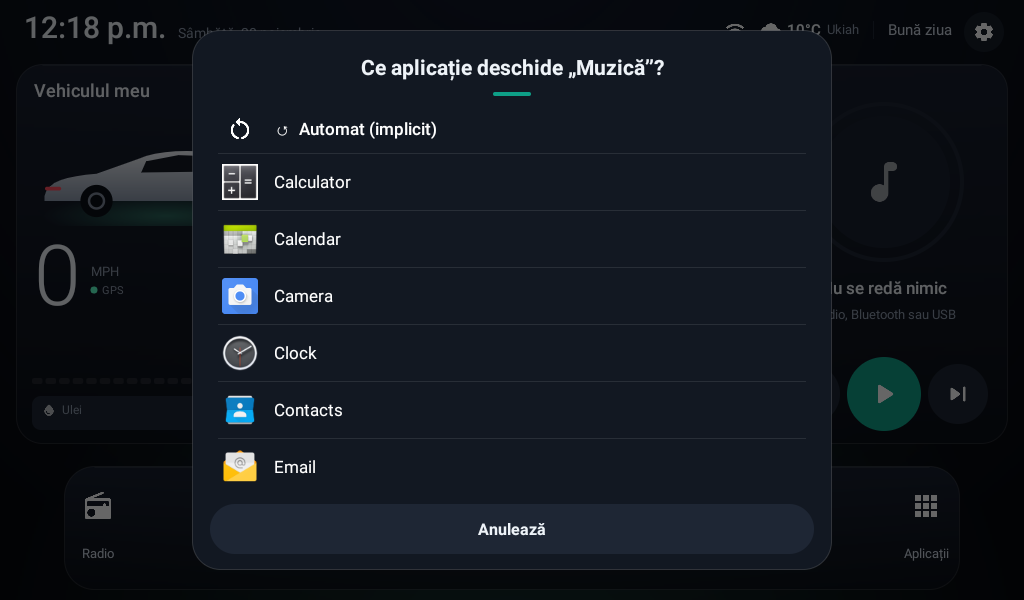 12:18 p.m.
10°C Ukiah
Bună ziua
Vehiculul meu
Ce aplicație deschide „Muzică”?
Automat (implicit)
Calculator
Calendar
Camera
Clock
Contacts
Email
Anulează
0
MPH
GPS
Ulei
se redă nimic
Bluetooth sau USB
Radio
Aplicații